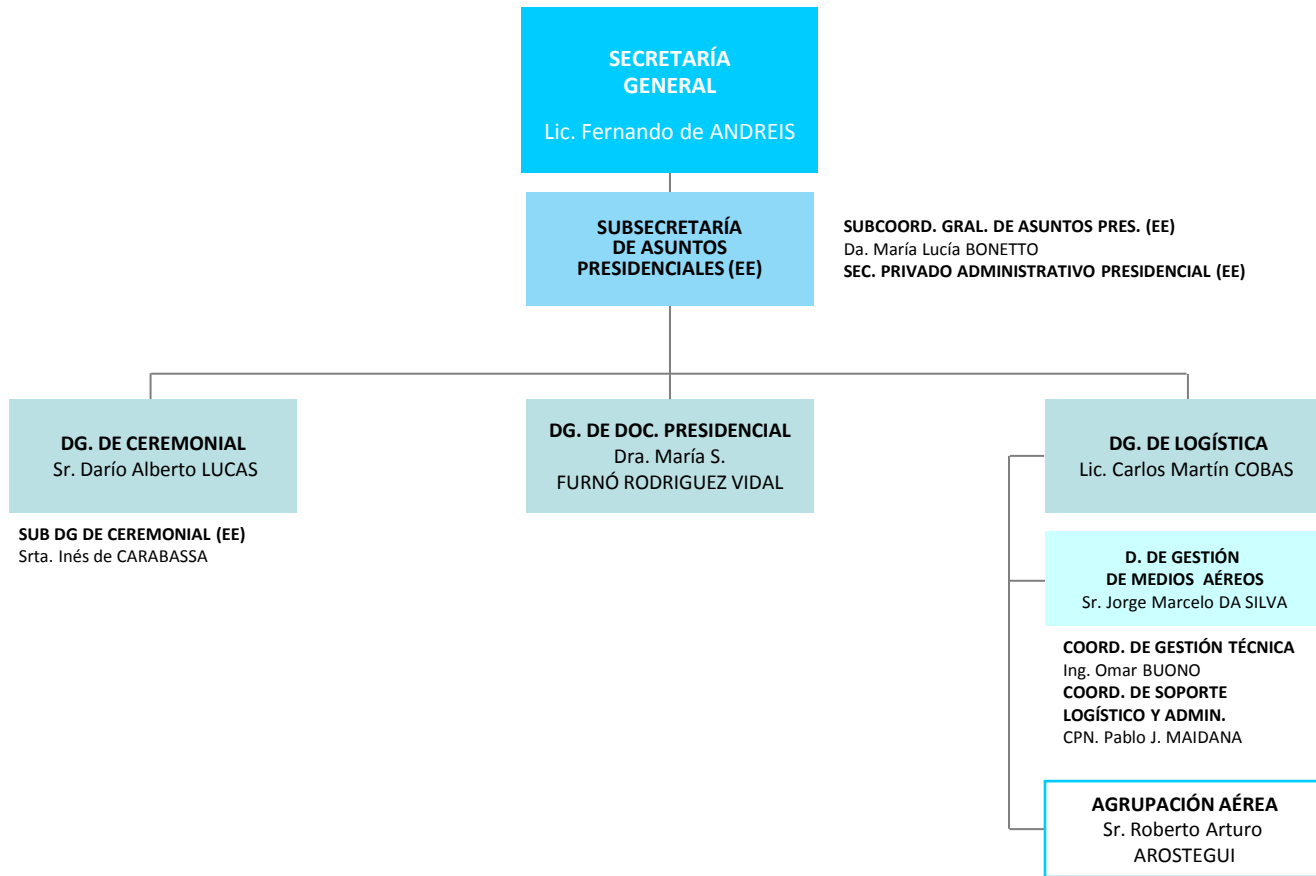 SECRETARÍA
GENERAL
Lic. Fernando de ANDREIS
SUBSECRETARÍA
DE ASUNTOS
PRESIDENCIALES (EE)
SUBCOORD. GRAL. DE ASUNTOS PRES. (EE)
Da. María Lucía BONETTO
SEC. PRIVADO ADMINISTRATIVO PRESIDENCIAL (EE)
DG. DE CEREMONIAL
Sr. Darío Alberto LUCAS
SUB DG DE CEREMONIAL (EE)
Srta. Inés de CARABASSA
DG. DE DOC. PRESIDENCIAL
Dra. María S.
FURNÓ RODRIGUEZ VIDAL
DG. DE LOGÍSTICA
Lic. Carlos Martín COBAS
D. DE GESTIÓN
DE MEDIOS AÉREOS
Sr. Jorge Marcelo DA SILVA
COORD. DE GESTIÓN TÉCNICA
Ing. Omar BUONO
COORD. DE SOPORTE
LOGÍSTICO Y ADMIN.
CPN. Pablo J. MAIDANA
AGRUPACIÓN AÉREA
Sr. Roberto Arturo
AROSTEGUI